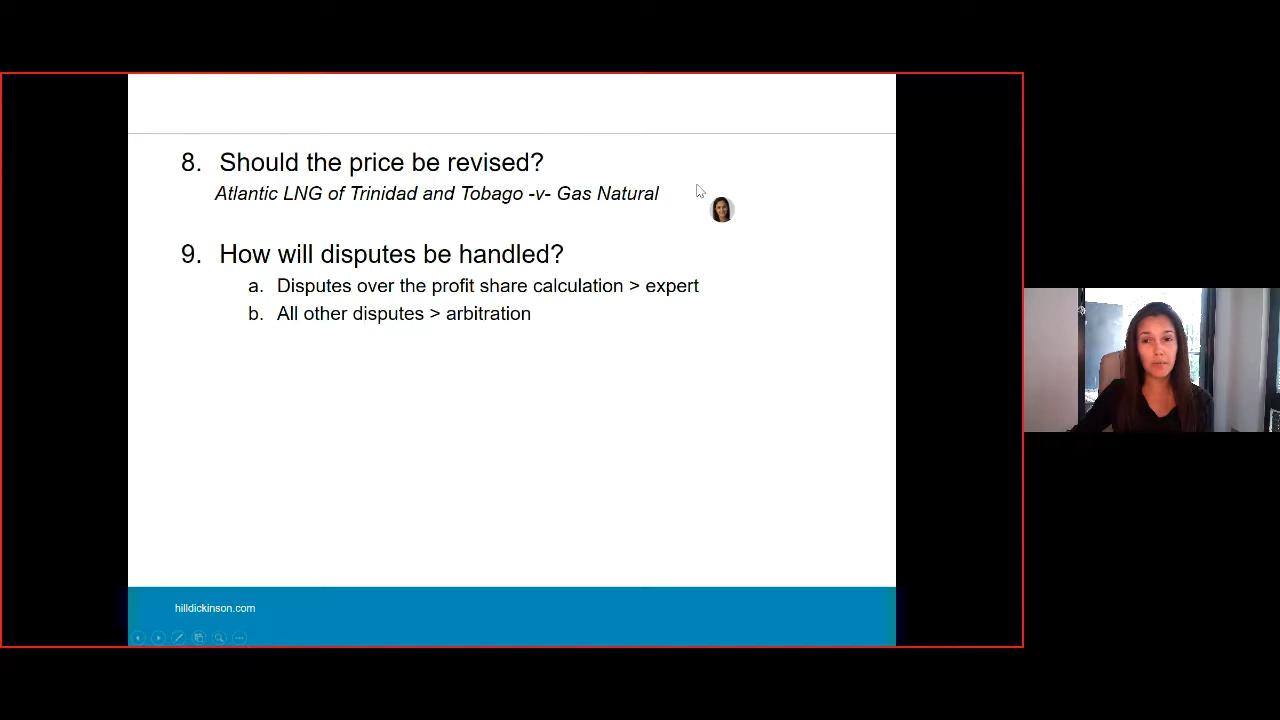 8. Should the price be revised?
Atlantic LNG of Trinidad and Tobago -v- Gas Natural
9. How will disputes be handled?
a. Disputes over the profit share calculation > expert
b. All other disputes > arbitration
hilldickinson.com